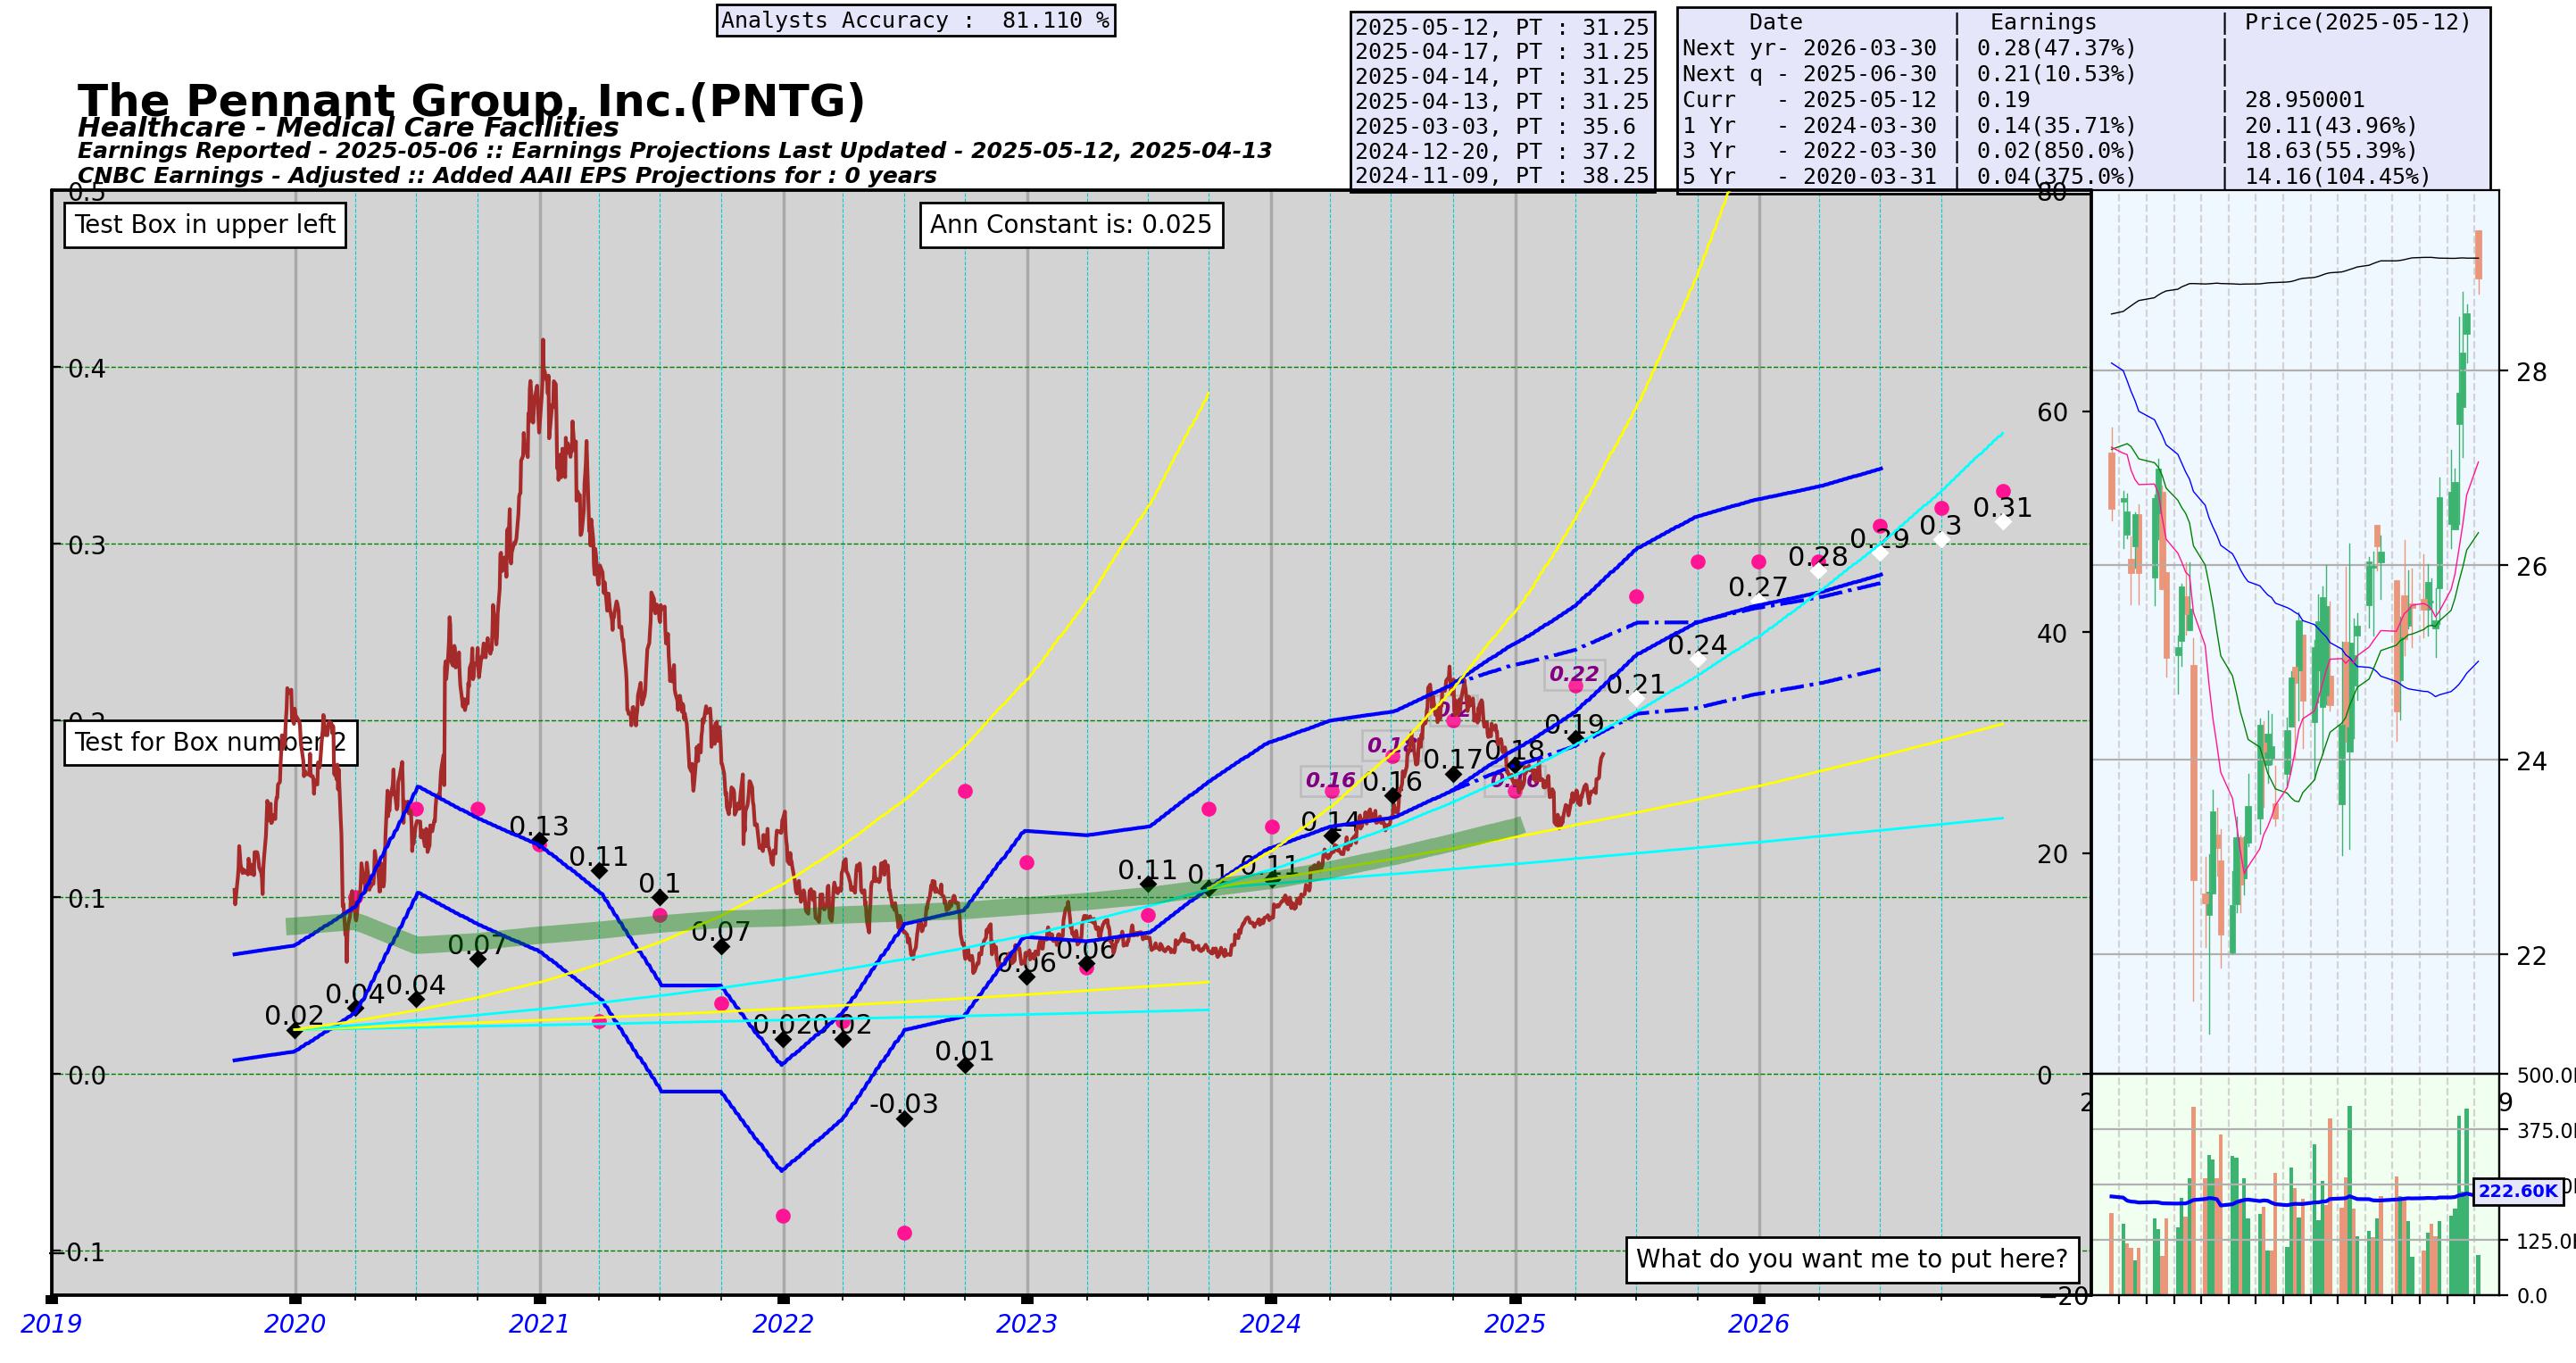 Analysts Accuracy :  81.110 %
2025-05-12, PT : 31.25
2025-04-17, PT : 31.25
2025-04-14, PT : 31.25
2025-04-13, PT : 31.25
2025-03-03, PT : 35.6
2024-12-20, PT : 37.2
2024-11-09, PT : 38.25
Date | Earnings | Price(2025-05-12)
Next yr- 2026-03-30 | 0.28(47.37%) |
Next q - 2025-06-30 | 0.21(10.53%) |
Curr - 2025-05-12 | 0.19 | 28.950001
1 Yr - 2024-03-30 | 0.14(35.71%) | 20.11(43.96%)
3 Yr - 2022-03-30 | 0.02(850.0%) | 18.63(55.39%)
5 Yr - 2020-03-31 | 0.04(375.0%) | 14.16(104.45%)
The Pennant Group, Inc.(PNTG)
Healthcare - Medical Care Facilities
Earnings Reported - 2025-05-06 :: Earnings Projections Last Updated - 2025-05-12, 2025-04-13
CNBC Earnings - Adjusted :: Added AAII EPS Projections for : 0 years
Test Box in upper left
Ann Constant is: 0.025
Test for Box number 2
What do you want me to put here?
0.5
0.4
0.3
0.2
0.1
0.0
−0.1
80
60
40
20
0
−20
0.02
0.04
0.04
0.07
0.13
0.11
0.1
0.07
0.02
0.02
-0.03
0.01
0.06
0.06
0.11
0.1
0.11
0.14
0.16
0.17
0.18
0.19
0.21
0.24
0.27
0.28
0.29
0.3
0.31
0.16
0.18
0.2
0.16
0.22
28
26
24
22
500.0
375.0
222.60K
125.0
0.0
2019
2020
2021
2022
2023
2024
2025
2026